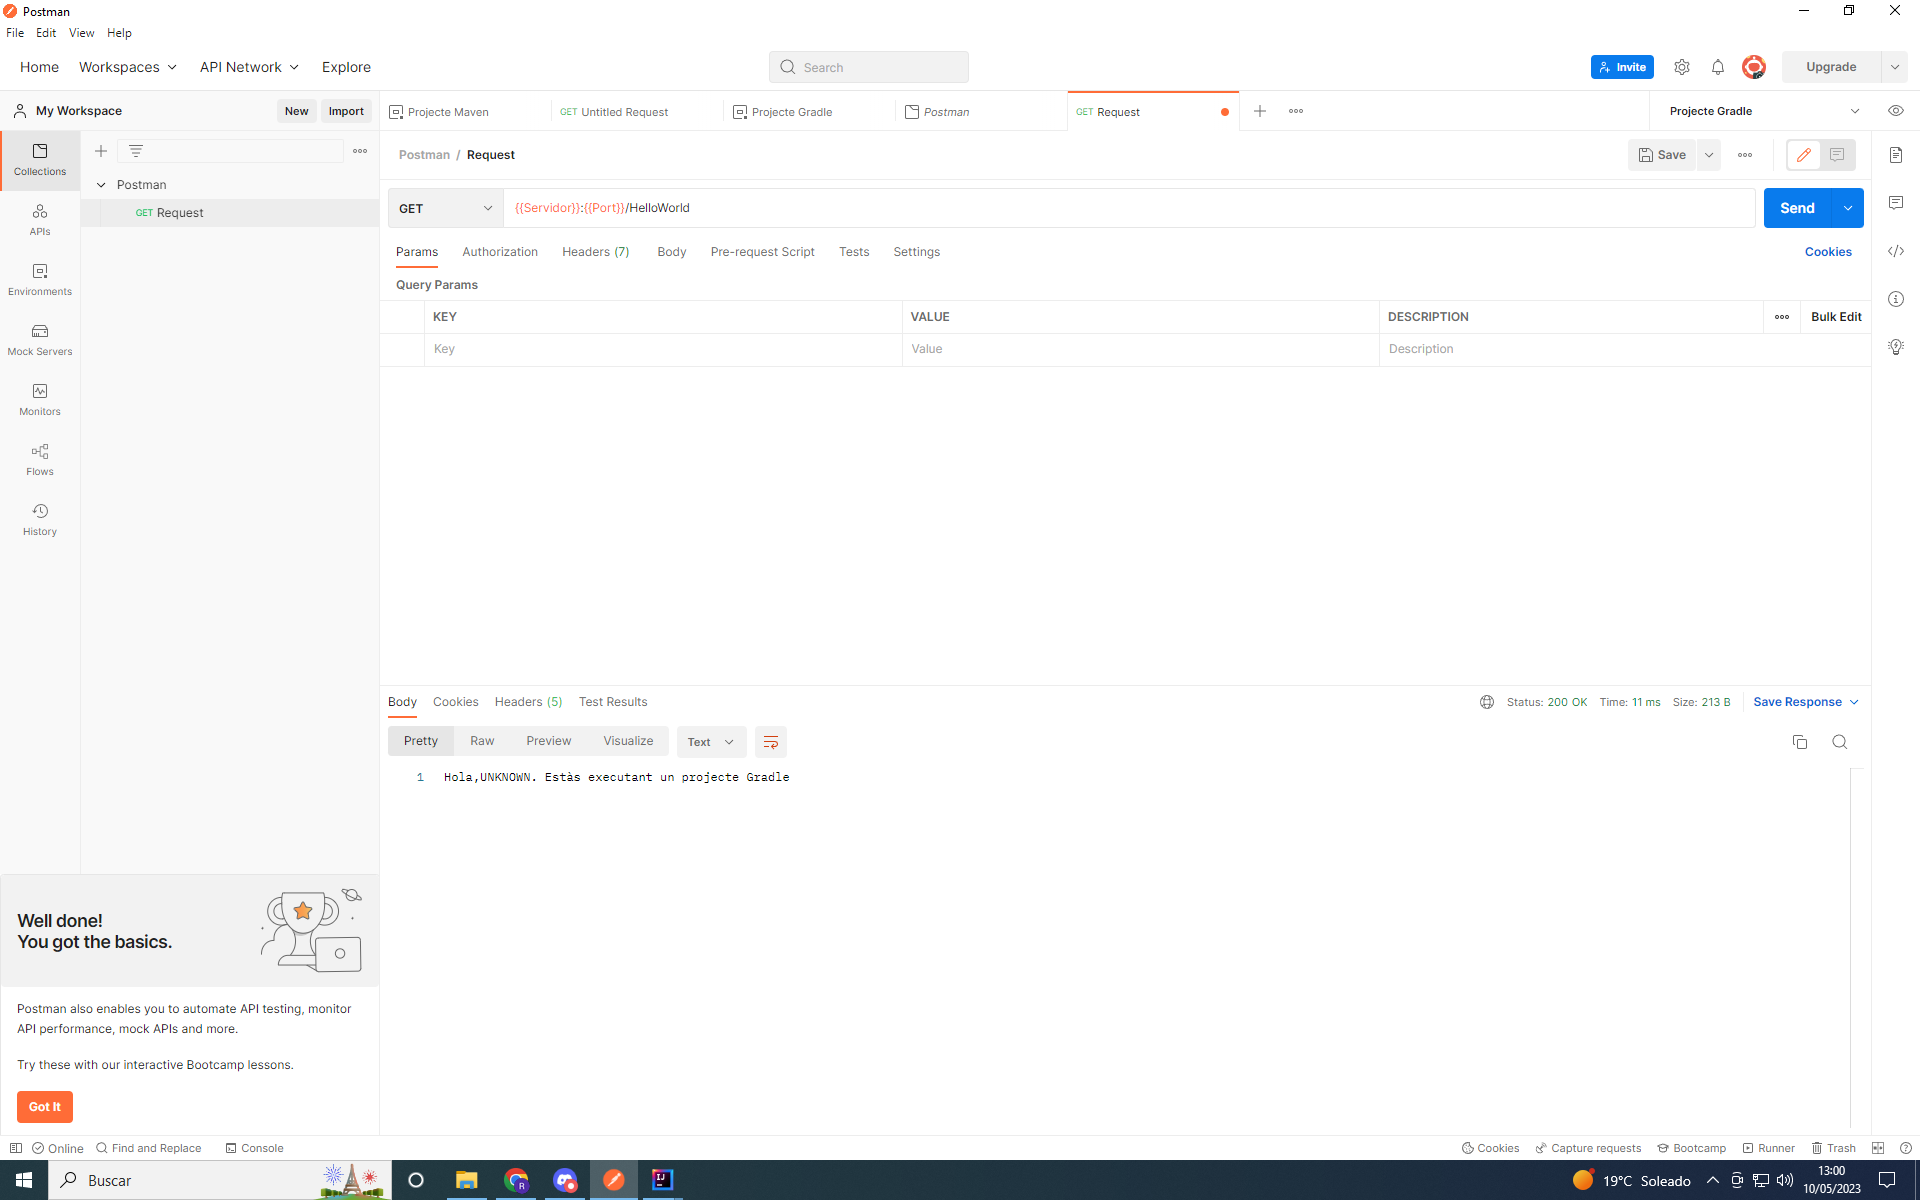 Postman
File Edit View Help
Home Workspaces API Network Explore Search Invite Upgrade
My Workspace New Import Projecte Maven GET Untitled Request Projecte Gradle Postman GET Request Projecte Gradle
Postman / Request Save
Collections
Postman
GET Request
GET {{Servidor}}:{{Port}}/HelloWorld Send
APIs
Environments
Mock Servers
Monitors
Flows
History
Params Authorization Headers (7) Body Pre-request Script Tests Settings Cookies
Query Params
KEY VALUE DESCRIPTION Bulk Edit
Key Value Description
Body Cookies Headers (5) Test Results Status: 200 OK Time: 11 ms Size: 213 B Save Response
Pretty Raw Preview Visualize Text
1 Hola,UNKNOWN. Estàs executant un projecte Gradle
Well done!
You got the basics.
Postman also enables you to automate API testing, monitor
API performance, mock APIs and more.
Try these with our interactive Bootcamp lessons.
Got It
Online Find and Replace Console Cookies Capture requests Bootcamp Runner Trash
Buscar 19°C Soleado 13:00
10/05/2023